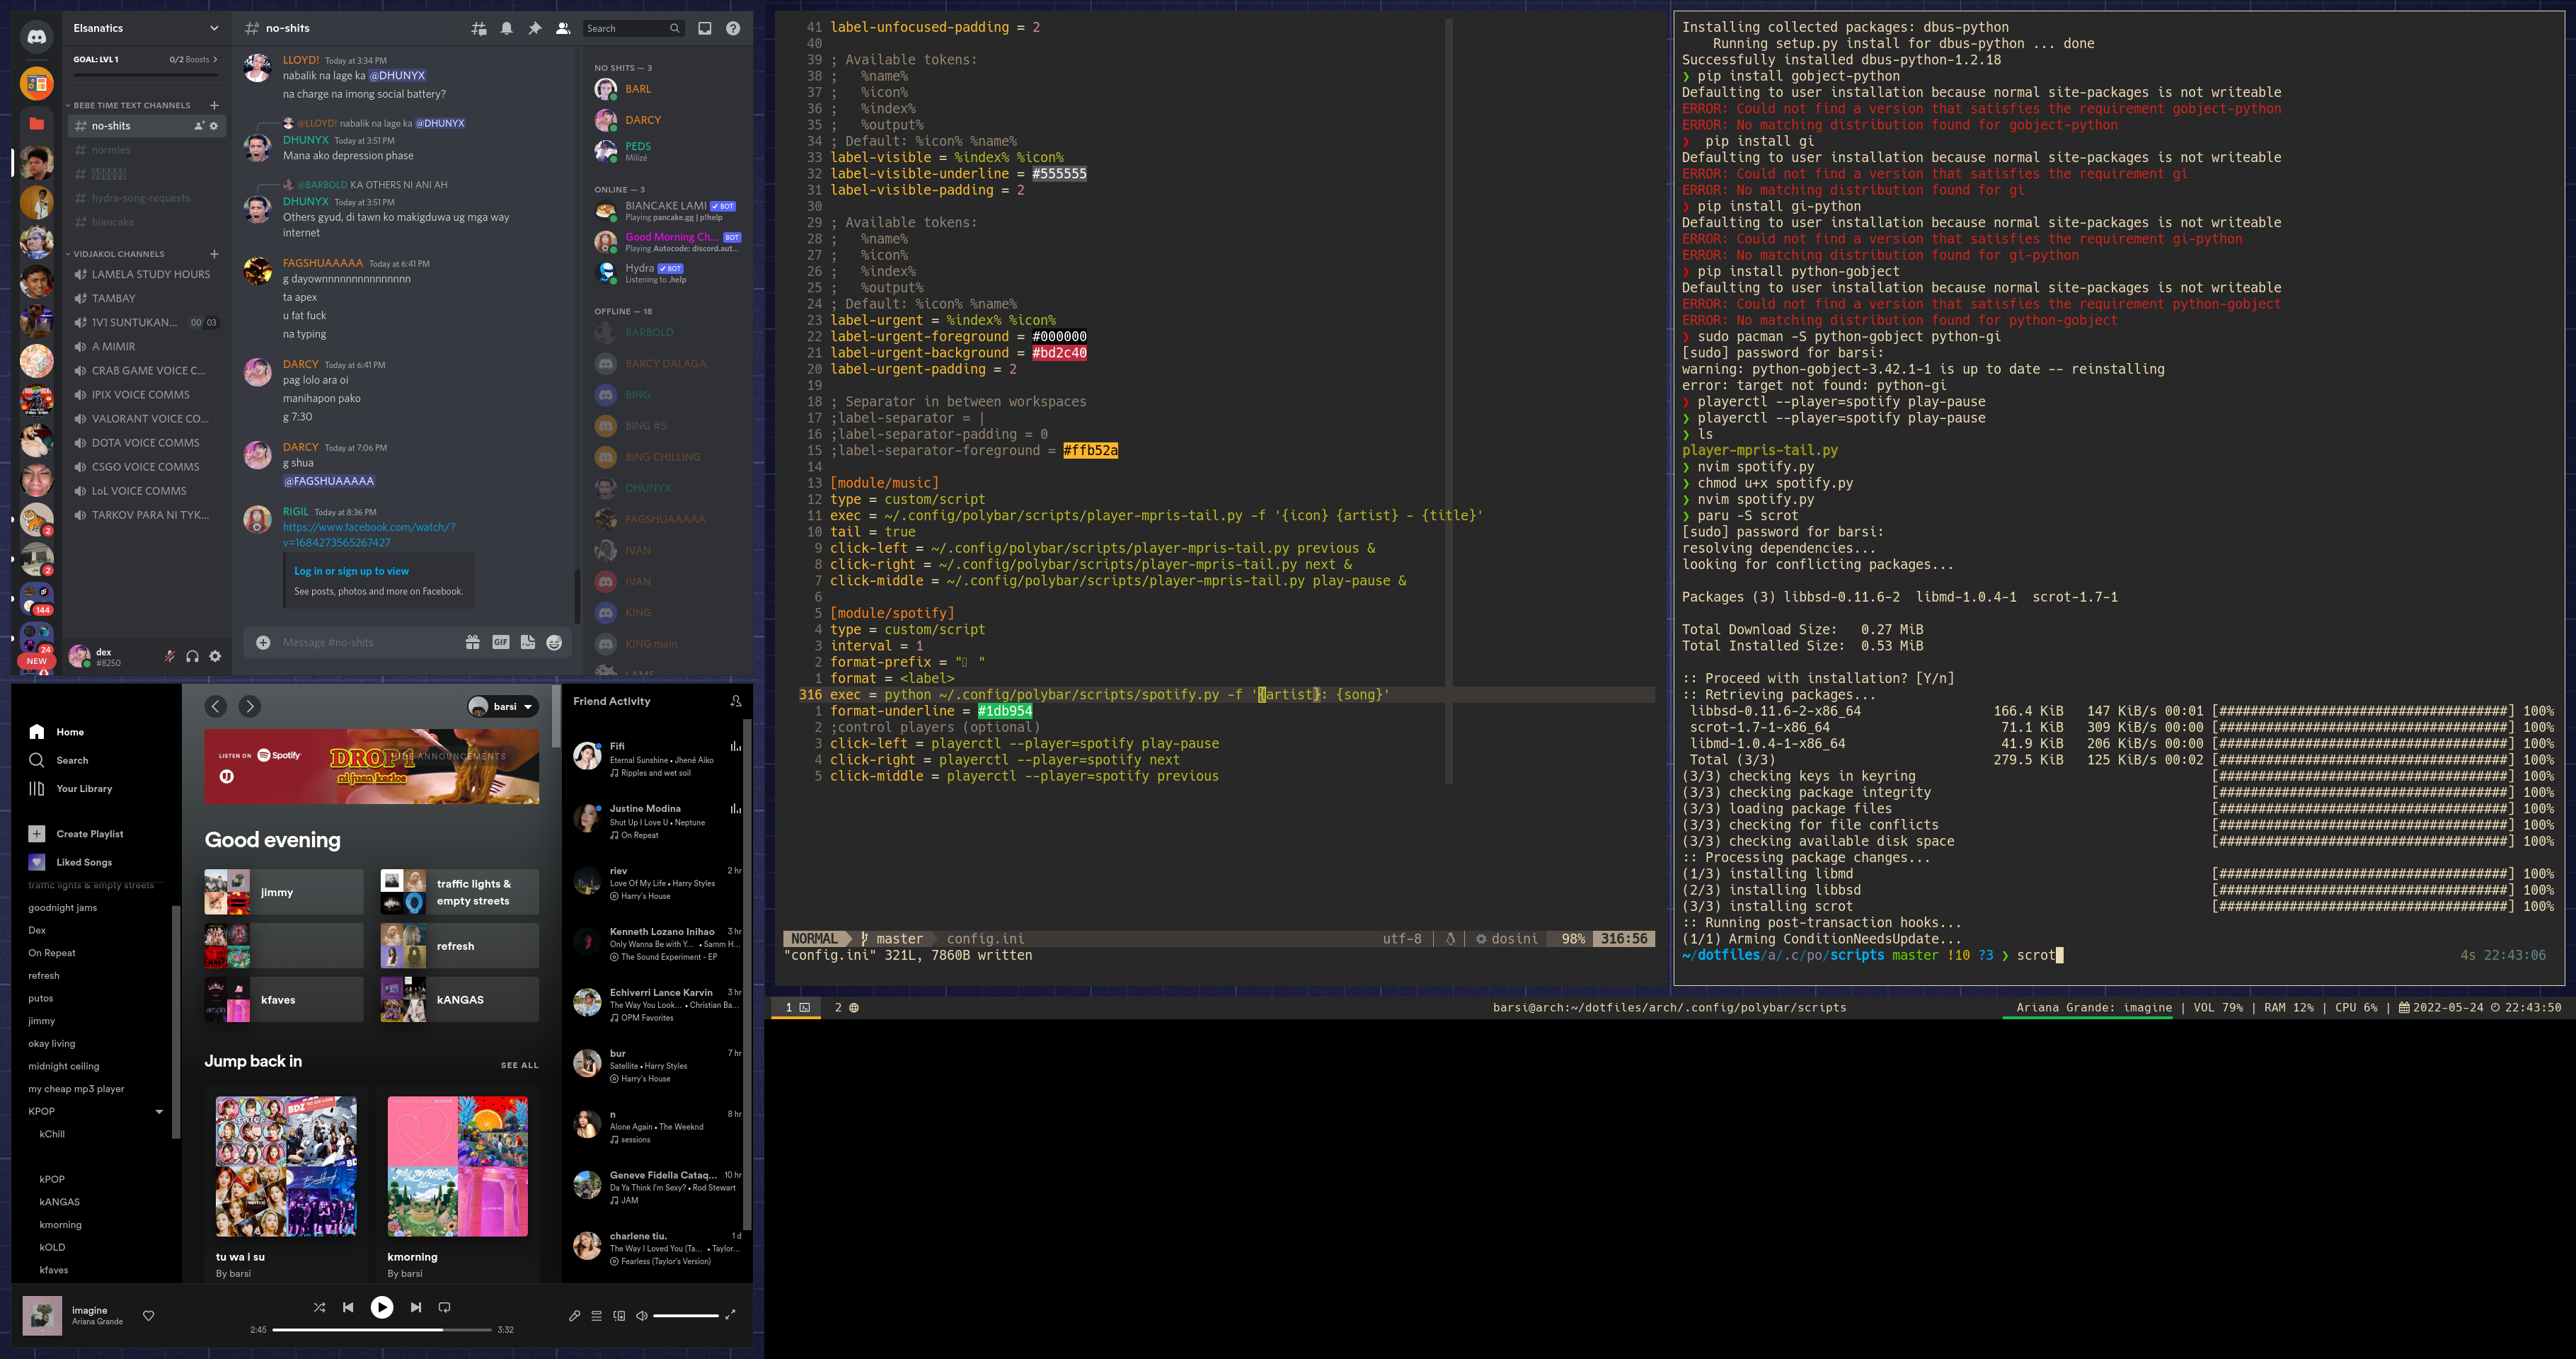 Elsanatics
GOAL: LVL 1 0/2 Boosts >
BEBE TIME TEXT CHANNELS
no-shits
normies
hydra-song-requests
biancake
VIDJAKOL CHANNELS
LAMELA STUDY HOURS
TAMBAY
1V1 SUNTUKAN... 00 03
A MIMIR
CRAB GAME VOICE C...
IPIX VOICE COMMS
VALORANT VOICE CO...
DOTA VOICE COMMS
CSGO VOICE COMMS
LoL VOICE COMMS
TARKOV PARA NI TYK...
2
2
144
24
NEW
dex
#8250
no-shits
Search
LLOYD! Today at 3:34 PM
nabalik na lage ka @DHUNYX
na charge na imong social battery?
@LLOYD! nabalik na lage ka @DHUNYX
DHUNYX Today at 3:51 PM
Mana ako depression phase
@BARBOLD KA OTHERS NI ANI AH
DHUNYX Today at 3:51 PM
Others gyud, di tawn ko makigduwa ug mga way
internet
FAGSHUAAAAA Today at 6:41 PM
g dayownnnnnnnnnnnnnnn
ta apex
u fat fuck
na typing
DARCY Today at 6:41 PM
pag lolo ara oi
manihapon pako
g 7:30
DARCY Today at 7:06 PM
g shua
@FAGSHUAAAAA
RIGIL Today at 8:36 PM
https://www.facebook.com/watch/?
v=1684273565267427
Log in or sign up to view
See posts, photos and more on Facebook.
Message #no-shits
GIF
NO SHITS — 3
BARL
DARCY
PEDS
Milizé
ONLINE — 3
BIANCAKE LAMI BOT
Playing pancake.gg | p!help
Good Morning Ch... BOT
Playing Autocode: discord.aut...
Hydra BOT
Listening to .help
OFFLINE — 18
BARBOLD
BARCY DALAGA
BING
BING #5
BING CHILLING
DHUNYX
FAGSHUAAAAA
IVAN
IVAN
KING
KING main
LAMS
Home
Search
Your Library
Create Playlist
Liked Songs
traffic lights & empty streets
goodnight jams
Dex
On Repeat
refresh
putos
jimmy
okay living
midnight ceiling
my cheap mp3 player
KPOP
kChill
kPOP
kANGAS
kmorning
kOLD
kfaves
barsi
LISTEN ON Spotify
DROP1
ni juan karlos
ANNOUNCEMENTS
Good evening
jimmy
traffic lights &
empty streets
refresh
kfaves
kANGAS
Jump back in
SEE ALL
tu wa i su
By barsi
kmorning
By barsi
Friend Activity
Fifi
Eternal Sunshine • Jhené Aiko
Ripples and wet soil
Justine Modina
Shut Up I Love U • Neptune
On Repeat
riev 2 hr
Love Of My Life • Harry Styles
Harry's House
Kenneth Lozano Inihao 3 hr
Only Wanna Be with Y... • Samm H...
The Sound Experiment - EP
Echiverri Lance Karvin 3 hr
The Way You Look... • Christian Ba...
OPM Favorites
bur 7 hr
Satellite • Harry Styles
Harry's House
n 8 hr
Alone Again • The Weeknd
sessions
Geneve Fidella Cataq... 10 hr
Da Ya Think I'm Sexy? • Rod Stewart
JAM
charlene tiu. 1 d
The Way I Loved You (Ta... • Taylor...
Fearless (Taylor's Version)
imagine
Ariana Grande
2:45 3:32
41 label-unfocused-padding = 2
40
39 ; Available tokens:
38 ;   %name%
37 ;   %icon%
36 ;   %index%
35 ;   %output%
34 ; Default: %icon% %name%
33 label-visible = %index% %icon%
32 label-visible-underline = #555555
31 label-visible-padding = 2
30
29 ; Available tokens:
28 ;   %name%
27 ;   %icon%
26 ;   %index%
25 ;   %output%
24 ; Default: %icon% %name%
23 label-urgent = %index% %icon%
22 label-urgent-foreground = #000000
21 label-urgent-background = #bd2c40
20 label-urgent-padding = 2
19
18 ; Separator in between workspaces
17 ;label-separator = |
16 ;label-separator-padding = 0
15 ;label-separator-foreground = #ffb52a
14
13 [module/music]
12 type = custom/script
11 exec = ~/.config/polybar/scripts/player-mpris-tail.py -f '{icon} {artist} - {title}'
10 tail = true
9 click-left = ~/.config/polybar/scripts/player-mpris-tail.py previous &
8 click-right = ~/.config/polybar/scripts/player-mpris-tail.py next &
7 click-middle = ~/.config/polybar/scripts/player-mpris-tail.py play-pause &
6
5 [module/spotify]
4 type = custom/script
3 interval = 1
2 format-prefix = " "
1 format = <label>
316 exec = python ~/.config/polybar/scripts/spotify.py -f '{artist}: {song}'
1 format-underline = #1db954
2 ;control players (optional)
3 click-left = playerctl --player=spotify play-pause
4 click-right = playerctl --player=spotify next
5 click-middle = playerctl --player=spotify previous
NORMAL master config.ini utf-8 | | dosini 98% 316:56
"config.ini" 321L, 7860B written
Installing collected packages: dbus-python
Running setup.py install for dbus-python ... done
Successfully installed dbus-python-1.2.18
❯ pip install gobject-python
Defaulting to user installation because normal site-packages is not writeable
ERROR: Could not find a version that satisfies the requirement gobject-python
ERROR: No matching distribution found for gobject-python
❯  pip install gi
Defaulting to user installation because normal site-packages is not writeable
ERROR: Could not find a version that satisfies the requirement gi
ERROR: No matching distribution found for gi
❯ pip install gi-python
Defaulting to user installation because normal site-packages is not writeable
ERROR: Could not find a version that satisfies the requirement gi-python
ERROR: No matching distribution found for gi-python
❯ pip install python-gobject
Defaulting to user installation because normal site-packages is not writeable
ERROR: Could not find a version that satisfies the requirement python-gobject
ERROR: No matching distribution found for python-gobject
❯ sudo pacman -S python-gobject python-gi
[sudo] password for barsi:
warning: python-gobject-3.42.1-1 is up to date -- reinstalling
error: target not found: python-gi
❯ playerctl --player=spotify play-pause
❯ playerctl --player=spotify play-pause
❯ ls
player-mpris-tail.py
❯ nvim spotify.py
❯ chmod u+x spotify.py
❯ nvim spotify.py
❯ paru -S scrot
[sudo] password for barsi:
resolving dependencies...
looking for conflicting packages...
Packages (3) libbsd-0.11.6-2  libmd-1.0.4-1  scrot-1.7-1
Total Download Size:   0.27 MiB
Total Installed Size:  0.53 MiB
:: Proceed with installation? [Y/n]
:: Retrieving packages...
libbsd-0.11.6-2-x86_64 166.4 KiB 147 KiB/s 00:01 [#####################################] 100%
scrot-1.7-1-x86_64 71.1 KiB 309 KiB/s 00:00 [#####################################] 100%
libmd-1.0.4-1-x86_64 41.9 KiB 206 KiB/s 00:00 [#####################################] 100%
Total (3/3) 279.5 KiB 125 KiB/s 00:02 [#####################################] 100%
(3/3) checking keys in keyring [#####################################] 100%
(3/3) checking package integrity [#####################################] 100%
(3/3) loading package files [#####################################] 100%
(3/3) checking for file conflicts [#####################################] 100%
(3/3) checking available disk space [#####################################] 100%
:: Processing package changes...
(1/3) installing libmd [#####################################] 100%
(2/3) installing libbsd [#####################################] 100%
(3/3) installing scrot [#####################################] 100%
:: Running post-transaction hooks...
(1/1) Arming ConditionNeedsUpdate...
~/dotfiles/a/.c/po/scripts master !10 ?3 ❯ scrot 4s 22:43:06
1 2 barsi@arch:~/dotfiles/arch/.config/polybar/scripts Ariana Grande: imagine | VOL 79% | RAM 12% | CPU 6% | 2022-05-24 22:43:50